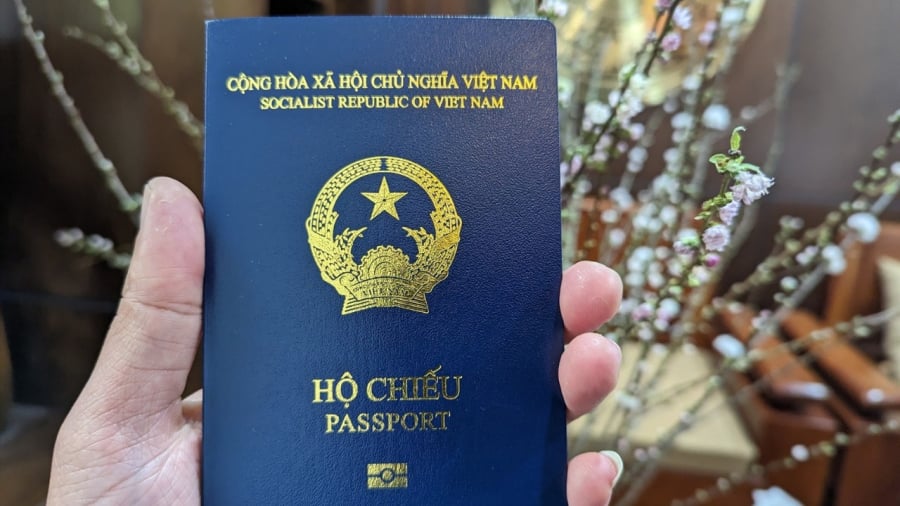 CỘNG HÒA XÃ HỘI CHỦ NGHĨA VIỆT NAM
SOCIALIST REPUBLIC OF VIET NAM
HỘ CHIẾU
PASSPORT